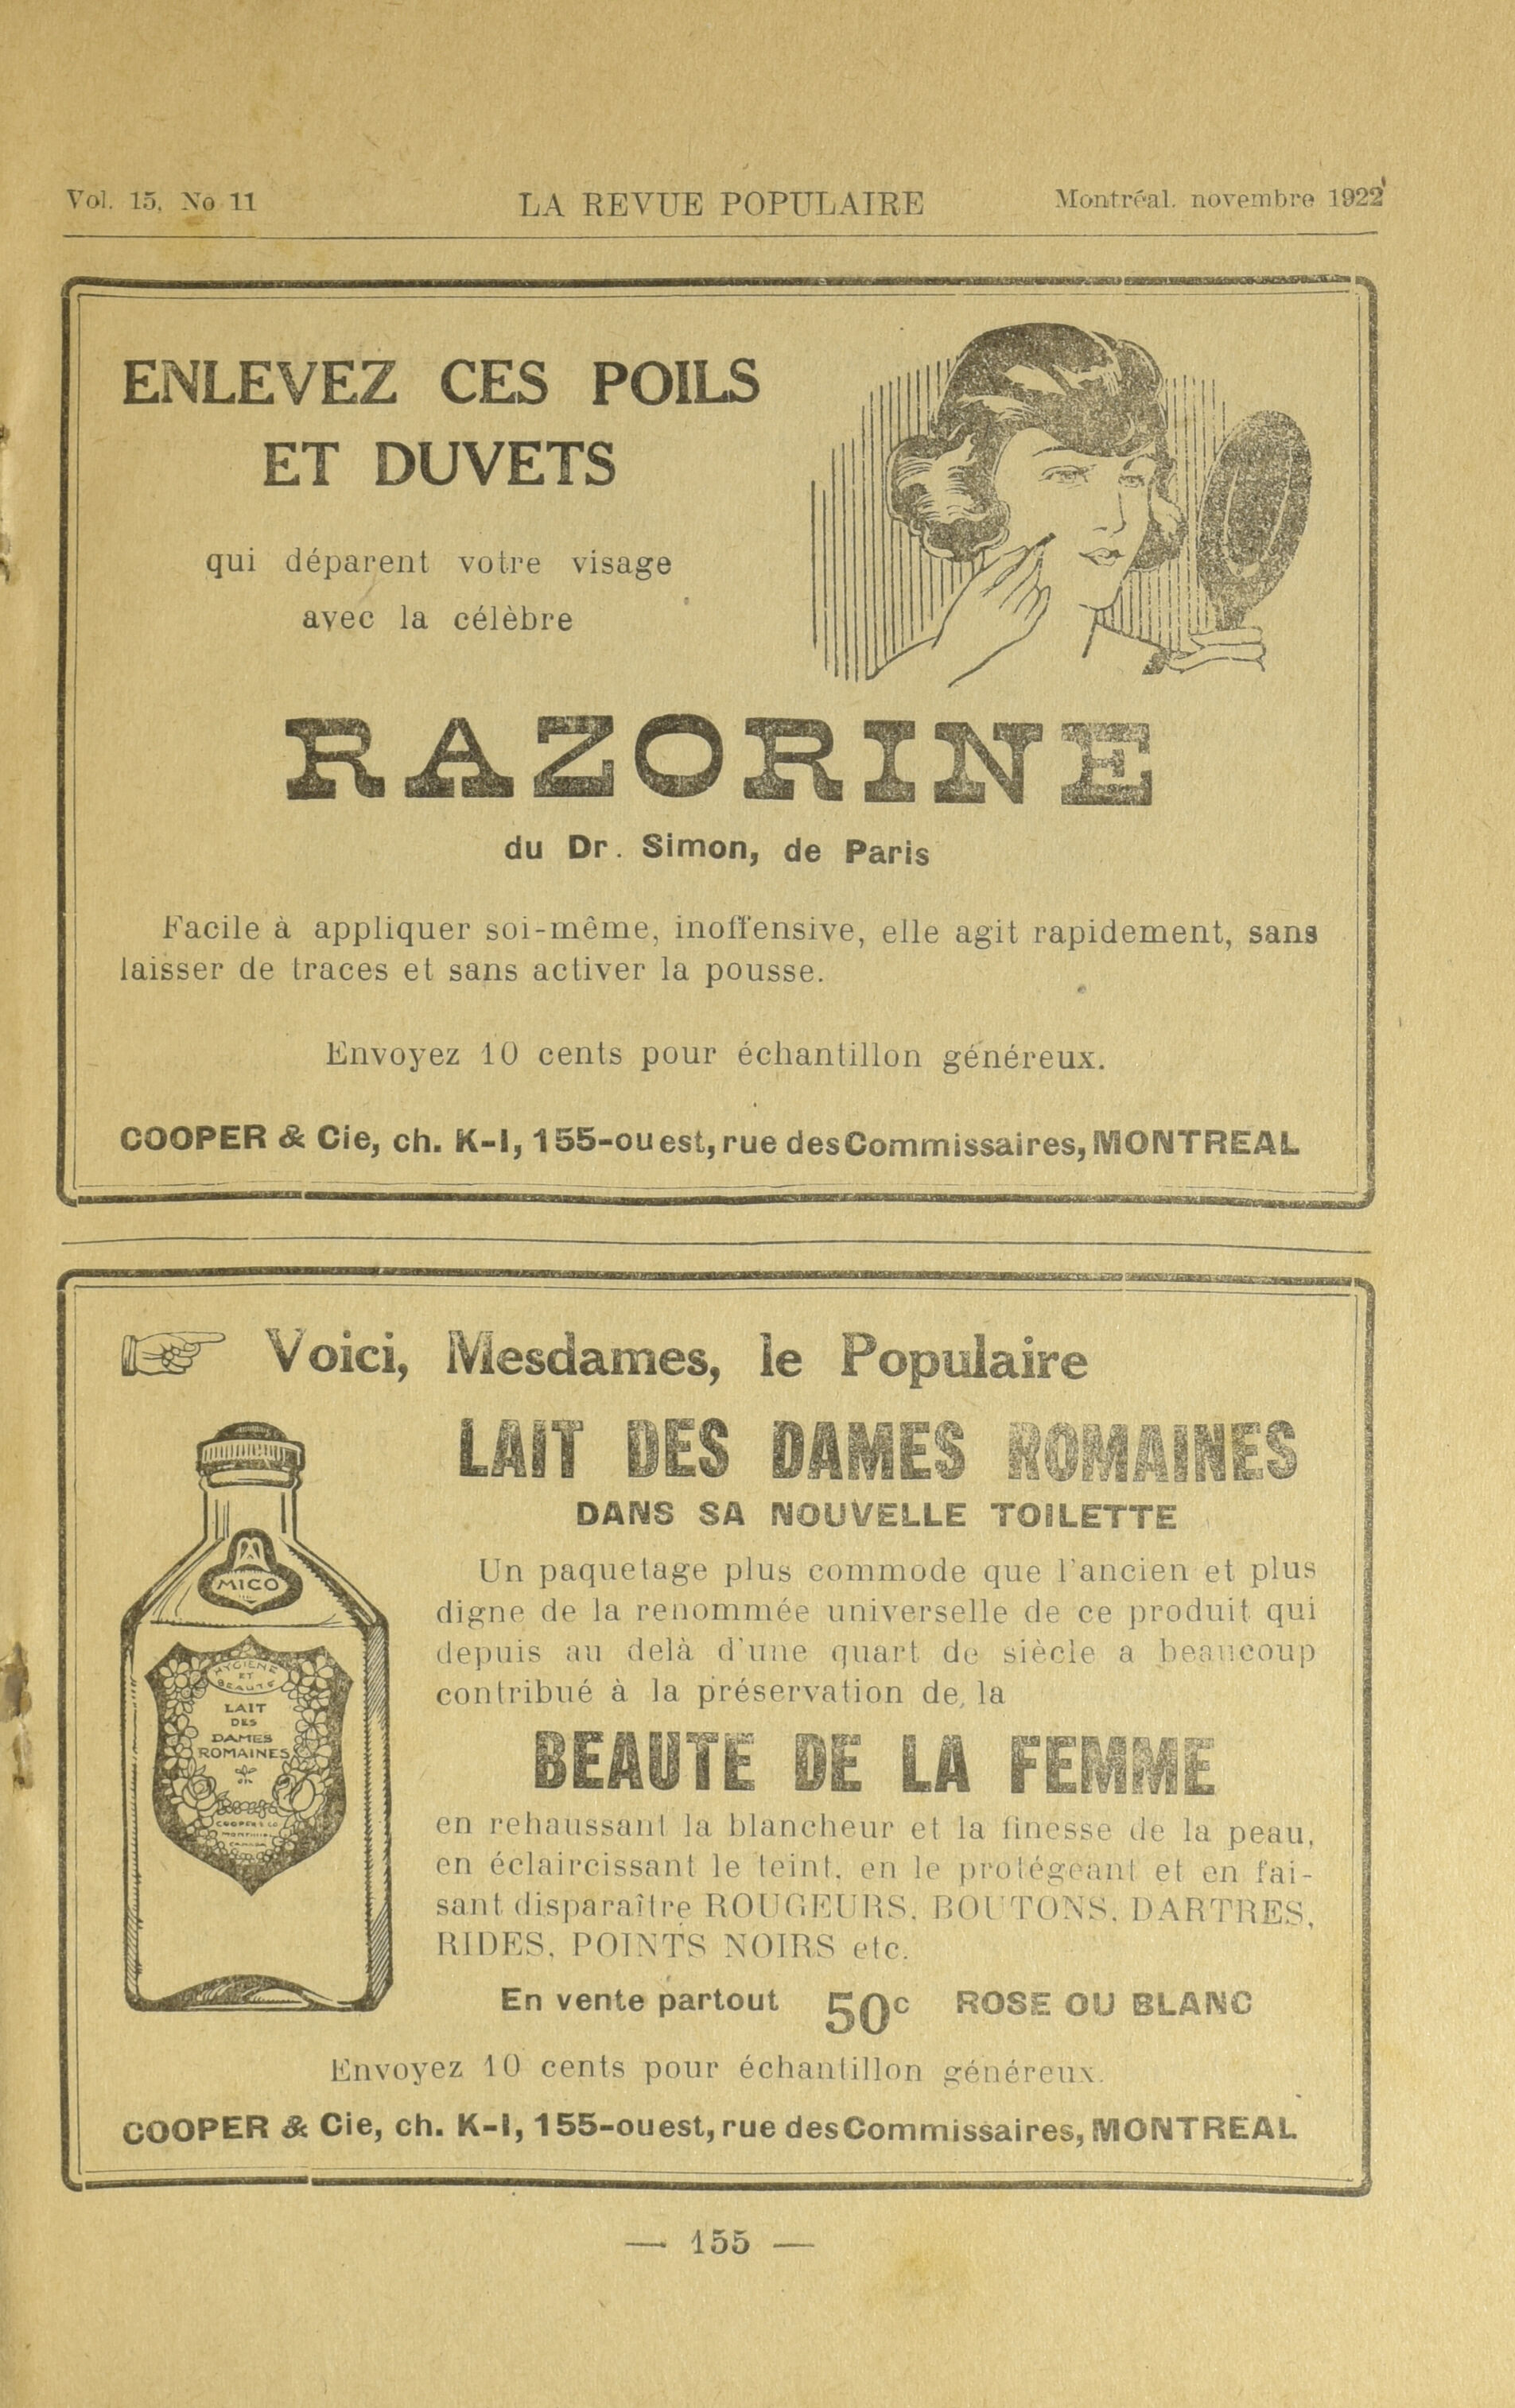 Vol. 15, No 11
LA REVUE POPULAIRE
Montréal. novembre 1922
ENLEVEZ CES POILS
ET DUVETS
qui déparent votre visage
avec la célèbre
RAZORINE
du Dr. Simon, de Paris
Facile à appliquer soi-même, inoffensive, elle agit rapidement, sans
laisser de traces et sans activer la pousse.
Envoyez 10 cents pour échantillon généreux.
COOPER & Cie, ch. K-I, 155-ouest, rue des Commissaires, MONTREAL
Voici, Mesdames, le Populaire
LAIT DES DAMES ROMAINES
DANS SA NOUVELLE TOILETTE
Un paquetage plus commode que l'ancien et plus
digne de la renommée universelle de ce produit qui
depuis au delà d'une quart de siècle a beaucoup
contribué à la préservation de la
BEAUTE DE LA FEMME
en rehaussant la blancheur et la finesse de la peau,
en éclaircissant le teint, en le protégeant et en fai-
sant disparaître ROUGEURS, BOUTONS, DARTRES,
RIDES, POINTS NOIRS etc.
En vente partout 50c ROSE OU BLANC
MICO
HYGIENE
ET
BEAUTE
LAIT
DES
DAMES
ROMAINES
COOPER & CO
CANADA
Envoyez 10 cents pour échantillon généreux.
COOPER & Cie, ch. K-I, 155-ouest, rue des Commissaires, MONTREAL
— 155 —